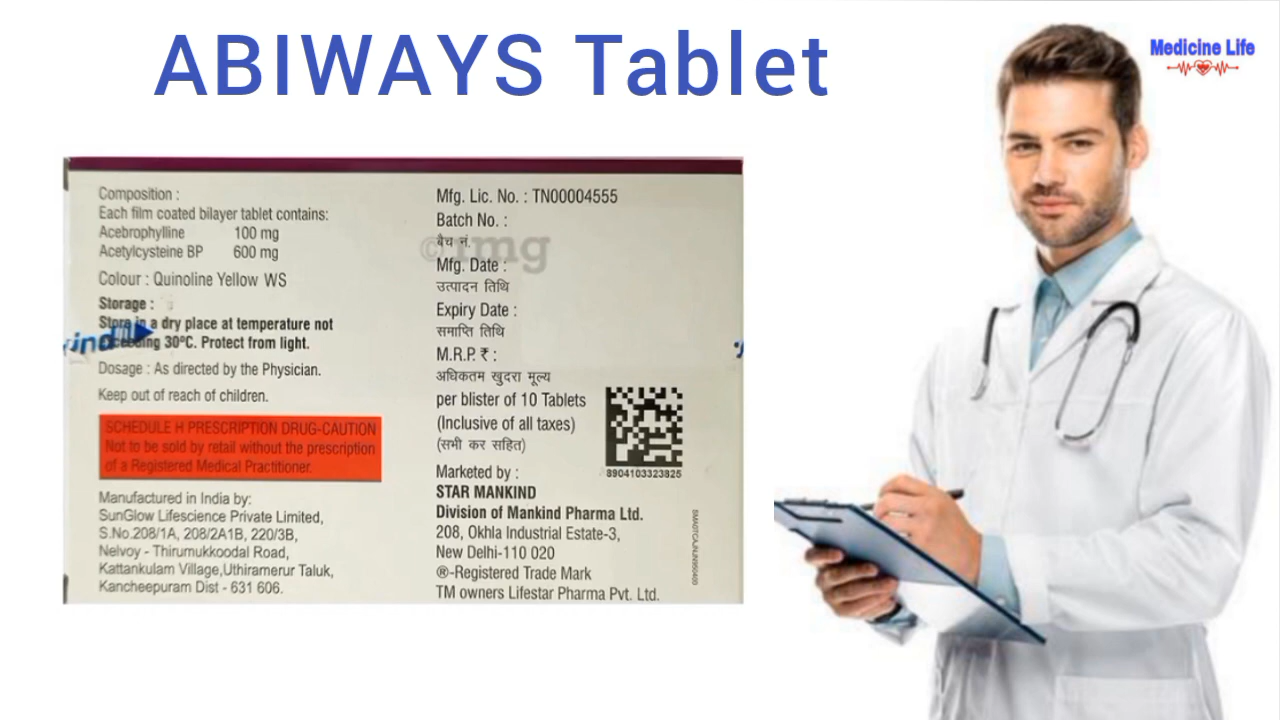 ABIWAYS Tablet
Medicine Life
Composition :
Each film coated bilayer tablet contains:
Acebrophylline 100 mg
Acetylcysteine BP 600 mg
Colour : Quinoline Yellow WS
Storage :
Store in a dry place at temperature not
exceeding 30ºC. Protect from light.
Dosage : As directed by the Physician.
Keep out of reach of children.
SCHEDULE H PRESCRIPTION DRUG-CAUTION
Not to be sold by retail without the prescription
of a Registered Medical Practitioner.
Manufactured in India by:
SunGlow Lifescience Private Limited,
S.No.208/1A, 208/2A1B, 220/3B,
Nelvoy - Thirumukkoodal Road,
Kattankulam Village,Uthiramerur Taluk,
Kancheepuram Dist - 631 606.
Mfg. Lic. No. : TN00004555
Batch No. :
बैच नं.
©1mg
Mfg. Date :
उत्पादन तिथि
Expiry Date :
समाप्ति तिथि
M.R.P. ₹ :
अधिकतम खुदरा मूल्य
per blister of 10 Tablets
(Inclusive of all taxes)
(सभी कर सहित)
8904103323825
Marketed by :
STAR MANKIND
Division of Mankind Pharma Ltd.
208, Okhla Industrial Estate-3,
New Delhi-110 020
®-Registered Trade Mark
TM owners Lifestar Pharma Pvt. Ltd.